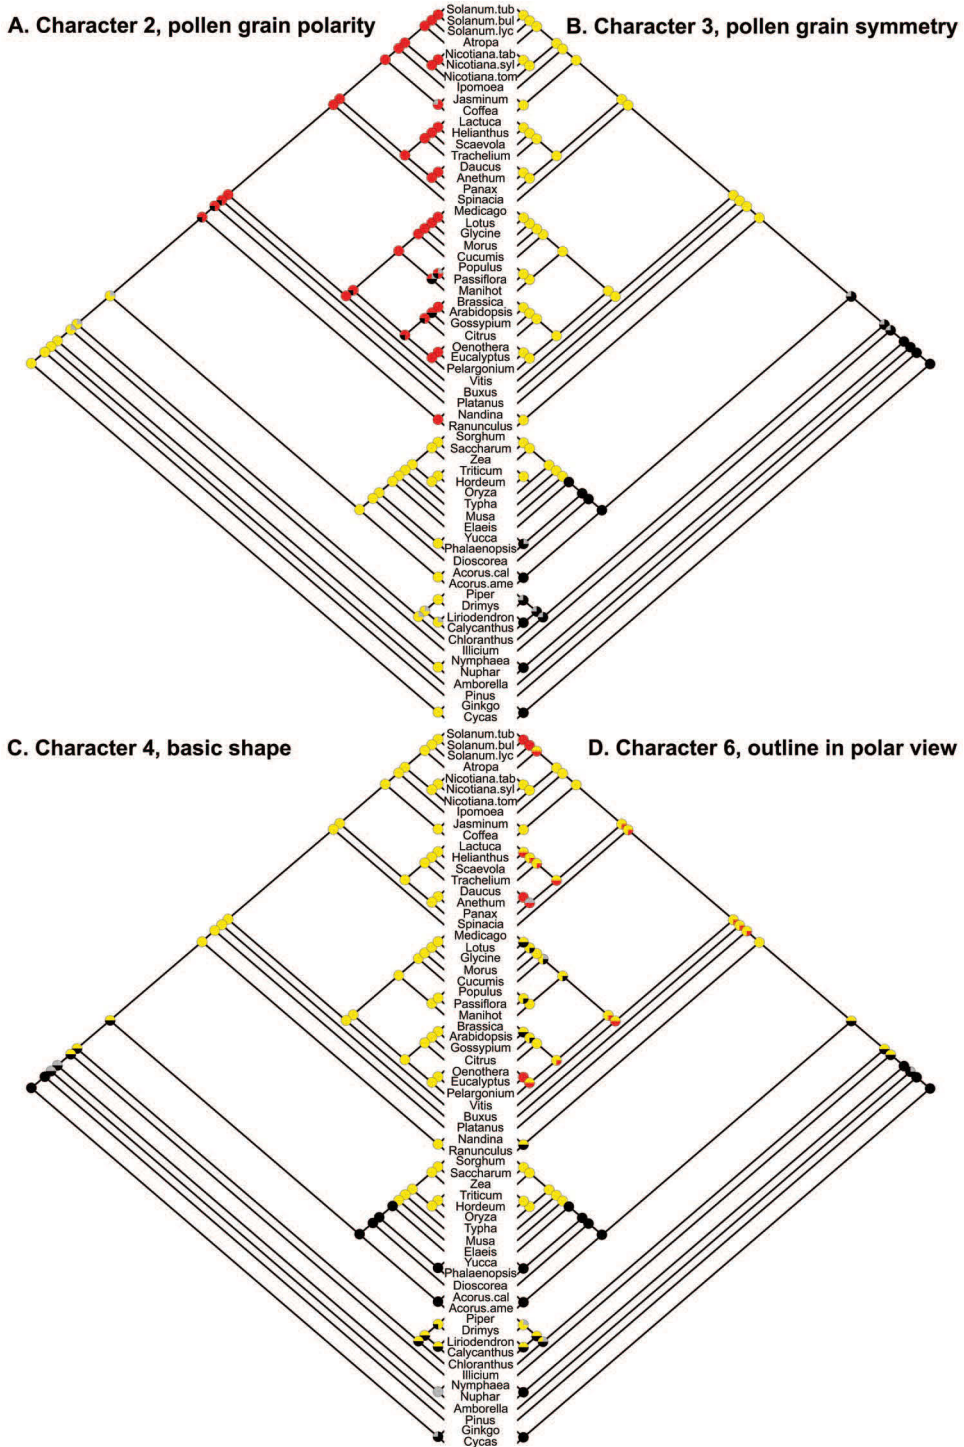 A. Character 2, pollen grain polarity
B. Character 3, pollen grain symmetry
Solanum.tub
Solanum.bul
Solanum.lyc
Atropa
Nicotiana.tab
Nicotiana.syl
Nicotiana.tom
Ipomoea
Jasminum
Coffea
Lactuca
Helianthus
Scaevola
Trachelium
Daucus
Anethum
Panax
Spinacia
Medicago
Lotus
Glycine
Morus
Cucumis
Populus
Passiflora
Manihot
Brassica
Arabidopsis
Gossypium
Citrus
Oenothera
Eucalyptus
Pelargonium
Vitis
Buxus
Platanus
Nandina
Ranunculus
Sorghum
Saccharum
Zea
Triticum
Hordeum
Oryza
Typha
Musa
Elaeis
Yucca
Phalaenopsis
Dioscorea
Acorus.cal
Acorus.ame
Piper
Drimys
Liriodendron
Calycanthus
Chloranthus
Illicium
Nymphaea
Nuphar
Amborella
Pinus
Ginkgo
Cycas
C. Character 4, basic shape
D. Character 6, outline in polar view
Solanum.tub
Solanum.bul
Solanum.lyc
Atropa
Nicotiana.tab
Nicotiana.syl
Nicotiana.tom
Ipomoea
Jasminum
Coffea
Lactuca
Helianthus
Scaevola
Trachelium
Daucus
Anethum
Panax
Spinacia
Medicago
Lotus
Glycine
Morus
Cucumis
Populus
Passiflora
Manihot
Brassica
Arabidopsis
Gossypium
Citrus
Oenothera
Eucalyptus
Pelargonium
Vitis
Buxus
Platanus
Nandina
Ranunculus
Sorghum
Saccharum
Zea
Triticum
Hordeum
Oryza
Typha
Musa
Elaeis
Yucca
Phalaenopsis
Dioscorea
Acorus.cal
Acorus.ame
Piper
Drimys
Liriodendron
Calycanthus
Chloranthus
Illicium
Nymphaea
Nuphar
Amborella
Pinus
Ginkgo
Cycas